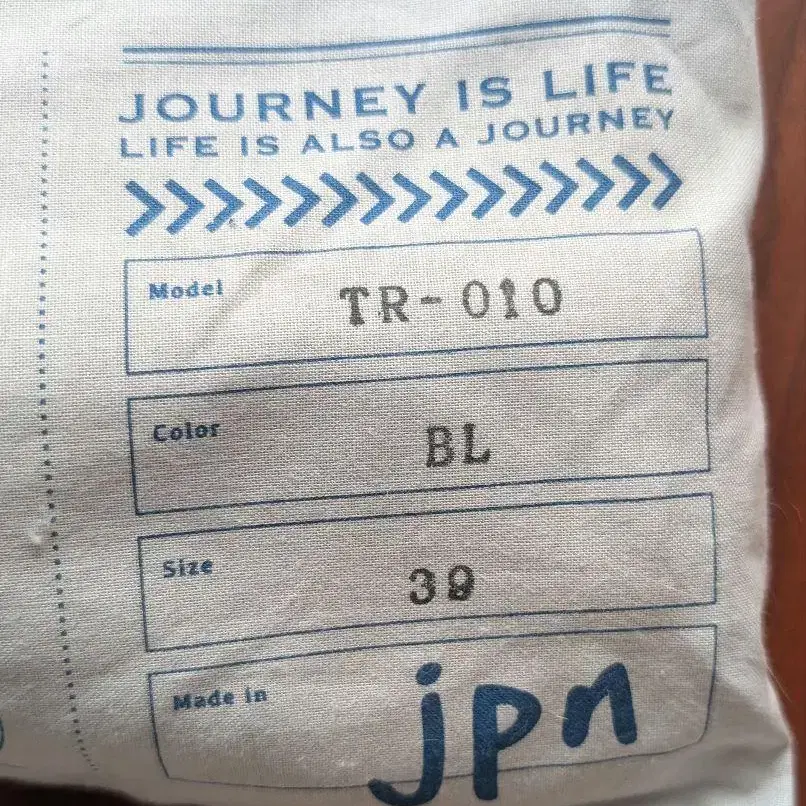 JOURNEY IS LIFE
LIFE IS ALSO A JOURNEY
Model TR-010
Color BL
Size 39
Made in jpn